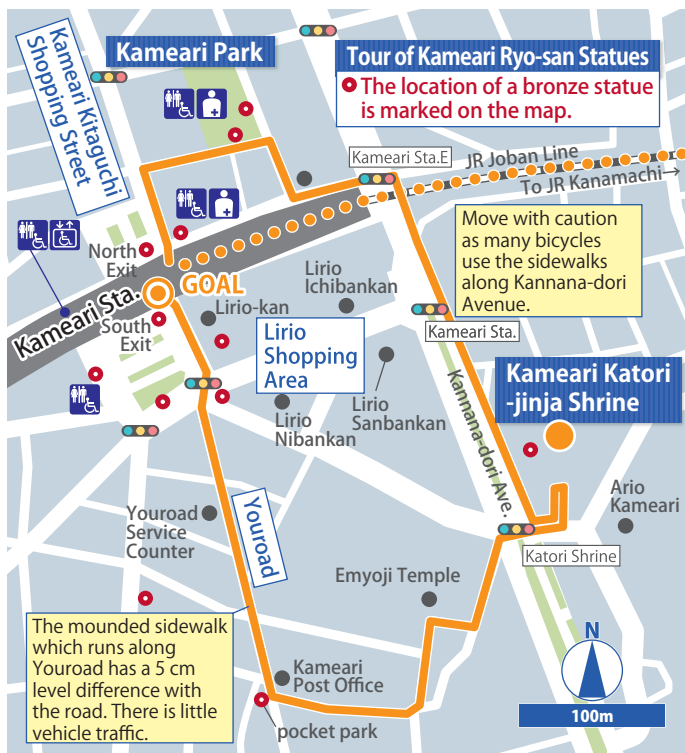 Kameari Park
Tour of Kameari Ryo-san Statues
The location of a bronze statue
is marked on the map.
Kameari Kitaguchi
Shopping Street
Kameari Sta.E
JR Joban Line
To JR Kanamachi→
Move with caution
as many bicycles
use the sidewalks
along Kannana-dori
Avenue.
North
Exit
GOAL
Kameari Sta.
South
Exit
Lirio-kan
Lirio
Ichibankan
Lirio
Shopping
Area
Kameari Sta.
Lirio
Nibankan
Lirio
Sanbankan
Kameari Katori
-jinja Shrine
Kannana-dori Ave.
Ario
Kameari
Katori Shrine
Youroad
Service
Counter
Youroad
Emyoji Temple
The mounded sidewalk
which runs along
Youroad has a 5 cm
level difference with
the road. There is little
vehicle traffic.
Kameari
Post Office
pocket park
N
100m